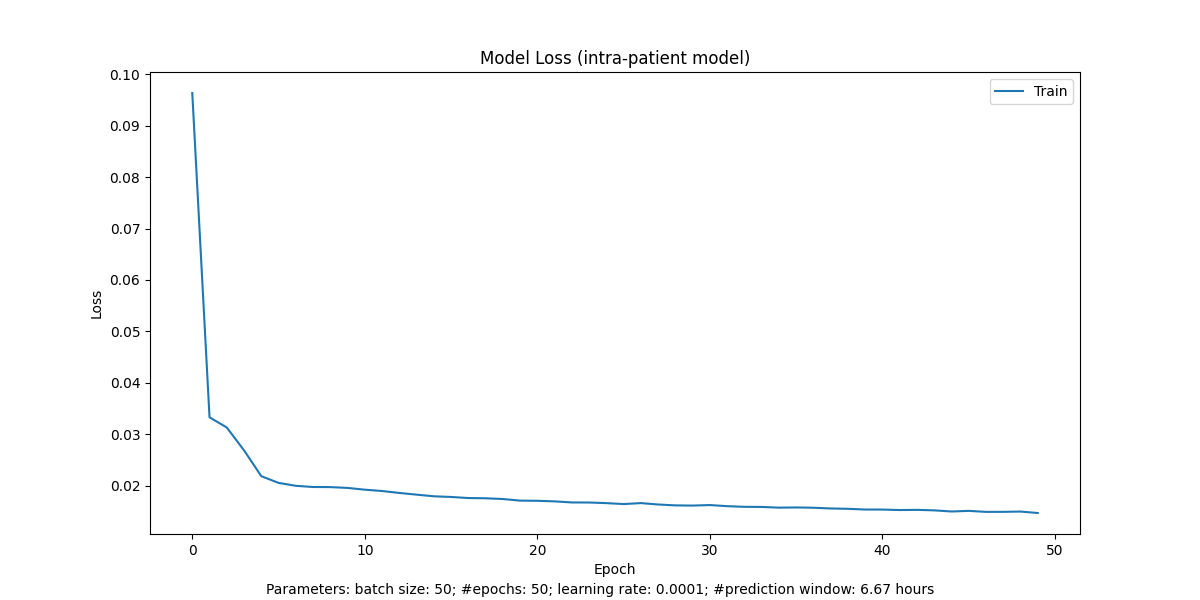 Model Loss (intra-patient model)
Train
Loss
0.10
0.09
0.08
0.07
0.06
0.05
0.04
0.03
0.02
0 10 20 30 40 50
Epoch
Parameters: batch size: 50; #epochs: 50; learning rate: 0.0001; #prediction window: 6.67 hours